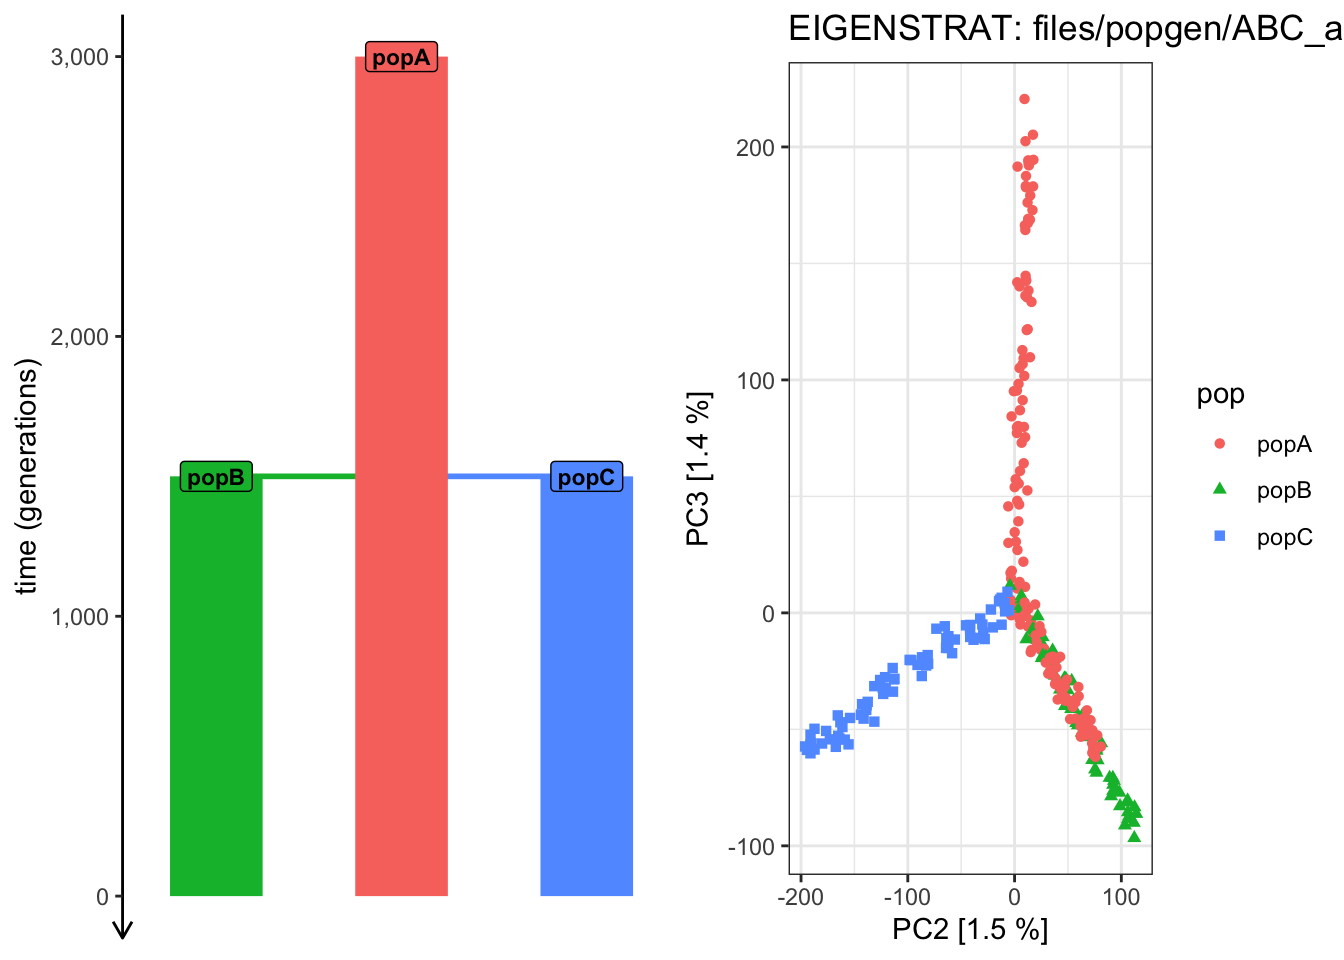 time (generations)
3,000
2,000
1,000
0
popA
popB
popC
EIGENSTRAT: files/popgen/ABC_a
PC3 [1.4 %]
200
100
0
-100
-200
-100
0
100
PC2 [1.5 %]
pop
popA
popB
popC